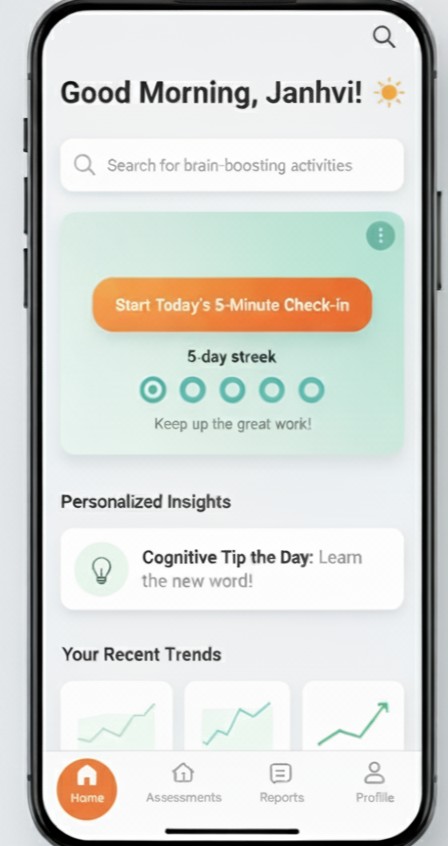 Good Morning, Janhvi!
Search for brain-boosting activities
Start Today's 5-Minute Check-in
5-day streek
Keep up the great work!
Personalized Insights
Cognitive Tip the Day: Learn
the new word!
Your Recent Trends
Home
Assessments
Reports
Proflile